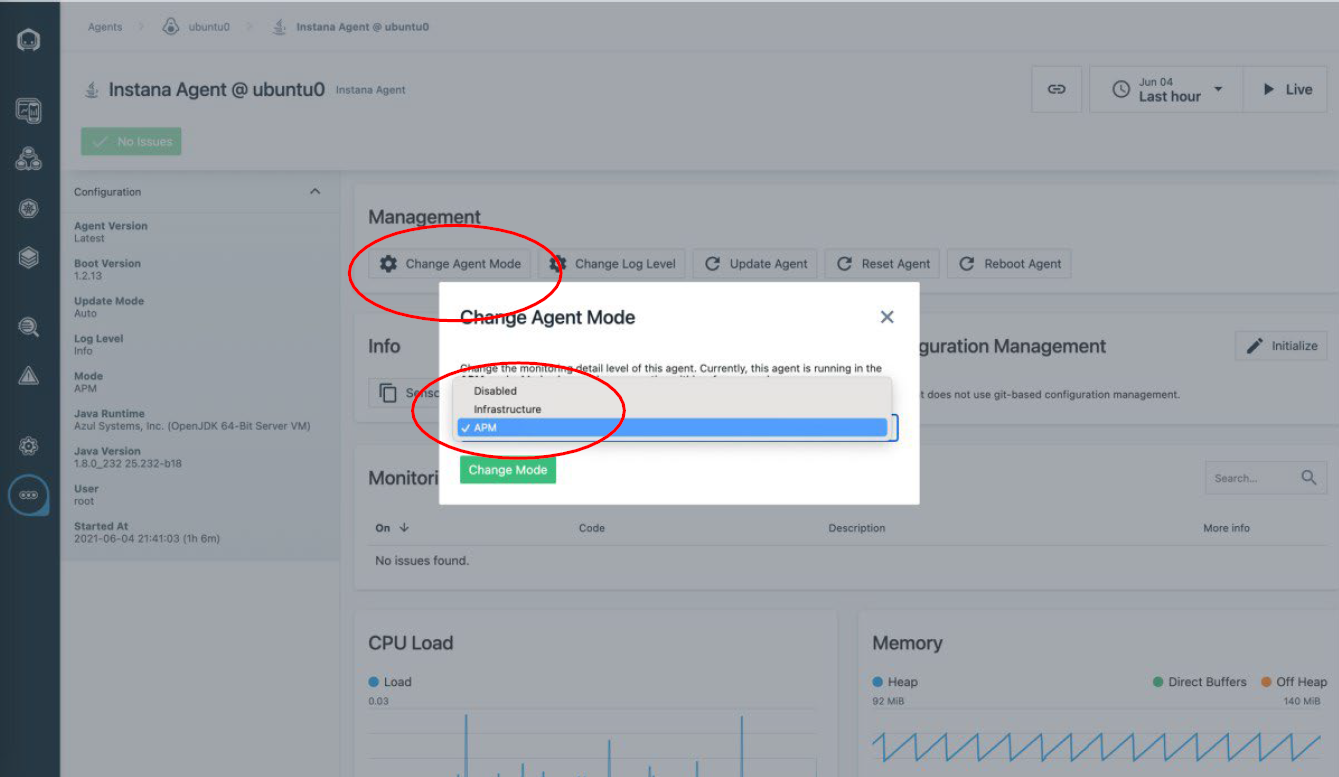 Agents
ubuntu0
Instana Agent @ ubuntu0
Instana Agent @ ubuntu0 Instana Agent
Jun 04
Last hour
Live
No Issues
Configuration
Agent Version
Latest
Boot Version
1.2.13
Update Mode
Auto
Log Level
Info
Mode
APM
Java Runtime
Azul Systems, Inc. (OpenJDK 64-Bit Server VM)
Java Version
1.8.0_232 25.232-b18
User
root
Started At
2021-06-04 21:41:03 (1h 6m)
Management
Change Agent Mode
Change Log Level
Update Agent
Reset Agent
Reboot Agent
Change Agent Mode
Change the monitoring detail level of this agent. Currently, this agent is running in the
Disabled
Infrastructure
✓ APM
Change Mode
Info
guration Management
Initialize
Senso
t does not use git-based configuration management.
Monitori
Search...
On ↓ Code Description More info
No issues found.
CPU Load
Load
0.03
Memory
Heap Direct Buffers Off Heap
92 MiB 140 MiB